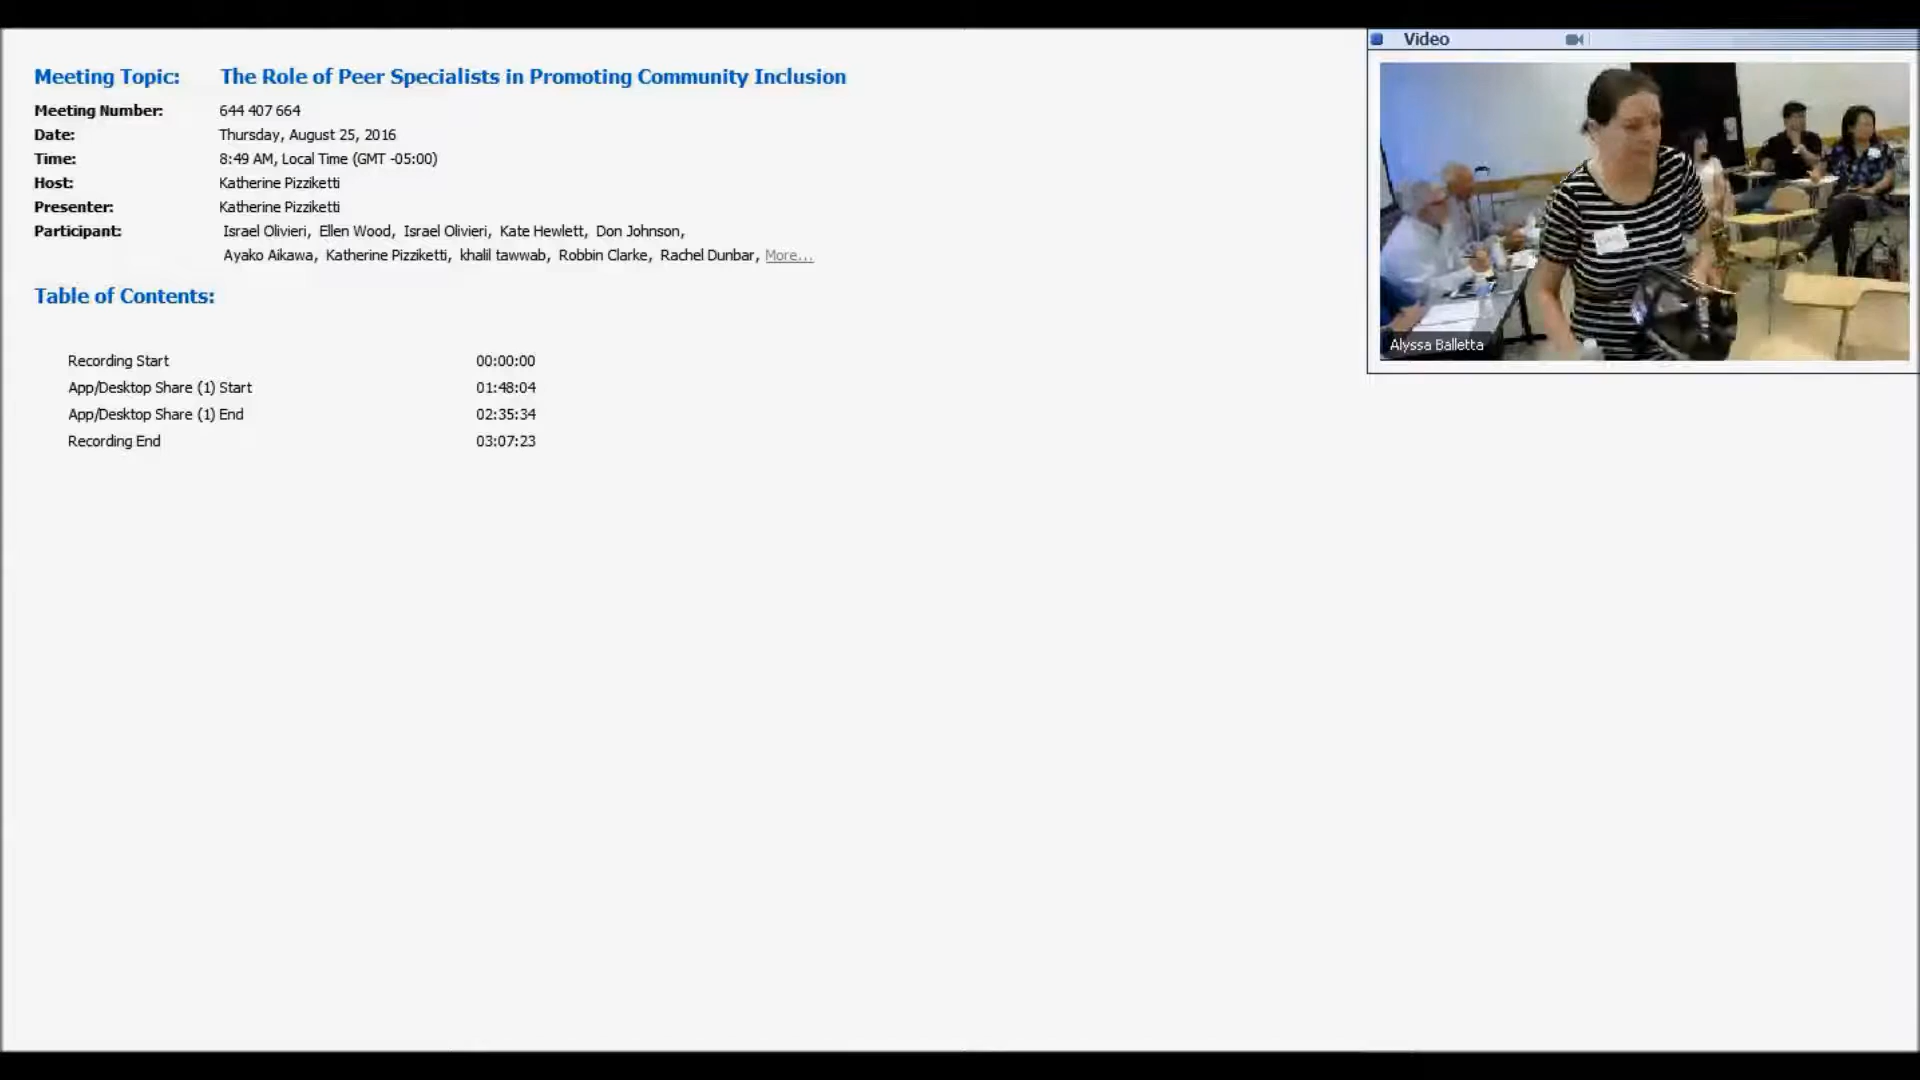 Meeting Topic: The Role of Peer Specialists in Promoting Community Inclusion
Meeting Number: 644 407 664
Date: Thursday, August 25, 2016
Time: 8:49 AM, Local Time (GMT -05:00)
Host: Katherine Pizziketti
Presenter: Katherine Pizziketti
Participant: Israel Olivieri, Ellen Wood, Israel Olivieri, Kate Hewlett, Don Johnson,
Ayako Aikawa, Katherine Pizziketti, khalil tawwab, Robbin Clarke, Rachel Dunbar, More...
Table of Contents:
Recording Start 00:00:00
App/Desktop Share (1) Start 01:48:04
App/Desktop Share (1) End 02:35:34
Recording End 03:07:23
Video
Alyssa Balletta